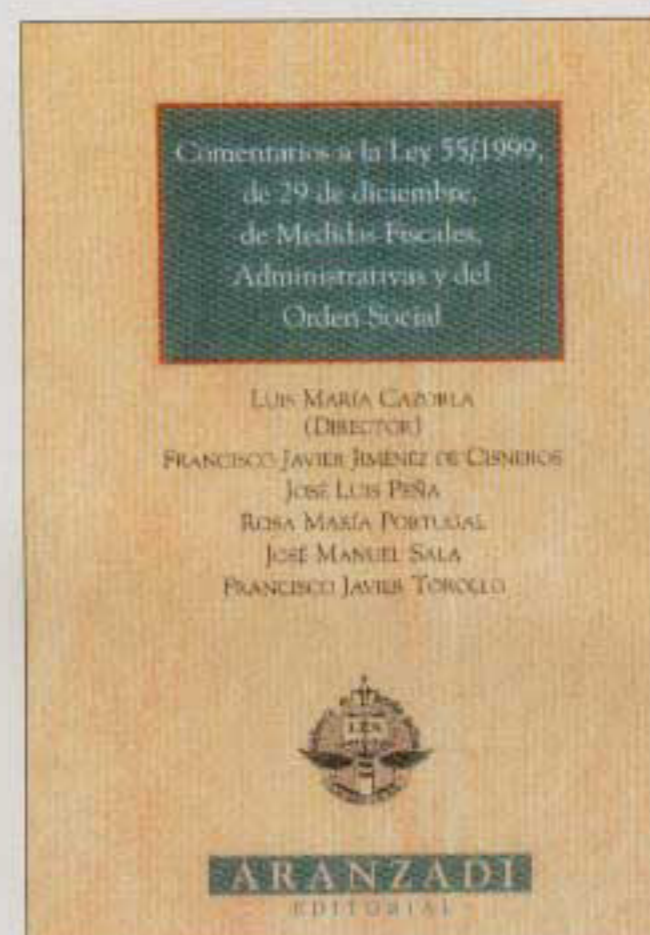 Comentarios a la Ley 55/1999,
de 29 de diciembre,
de Medidas Fiscales,
Administrativas y del
Orden Social
LUIS MARÍA CAZORLA
(DIRECTOR)
FRANCISCO JAVIER JIMÉNEZ DE CISNEROS
JOSÉ LUIS PEÑA
ROSA MARÍA PORTUGAL
JOSÉ MANUEL SALA
FRANCISCO JAVIER TOROLLO
LEX
ARANZADI
EDITORIAL